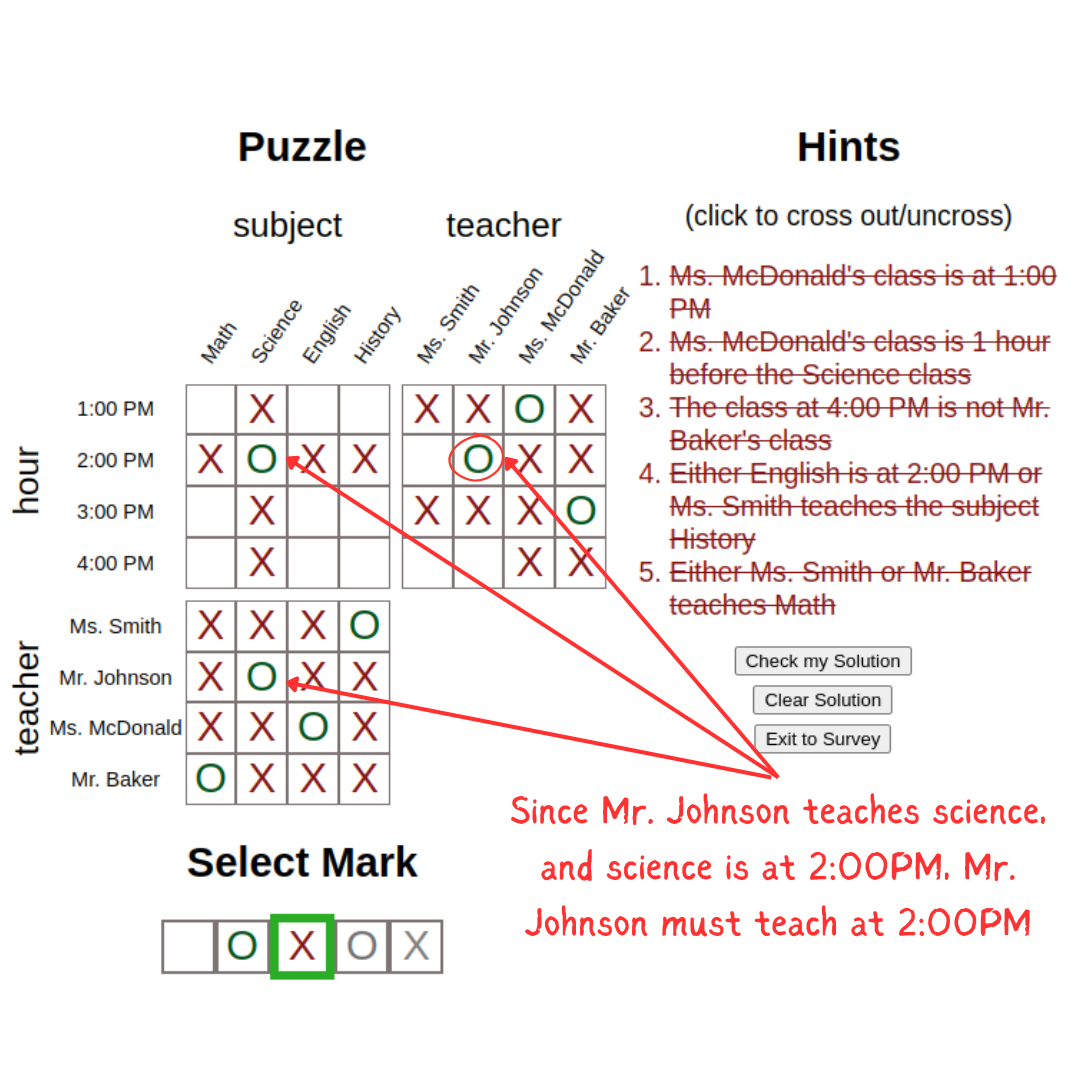 Puzzle
Hints
subject
teacher
(click to cross out/uncross)
Math
Science
English
History
Ms. Smith
Mr. Johnson
Ms. McDonald
Mr. Baker
1. Ms. McDonald's class is at 1:00
PM
2. Ms. McDonald's class is 1 hour
before the Science class
3. The class at 4:00 PM is not Mr.
Baker's class
4. Either English is at 2:00 PM or
Ms. Smith teaches the subject
History
5. Either Ms. Smith or Mr. Baker
teaches Math
hour
1:00 PM X X X O X
2:00 PM X O X X O X X
3:00 PM X X X X O
4:00 PM X X X
teacher
Ms. Smith X X X O
Mr. Johnson X O X X
Ms. McDonald X X O X
Mr. Baker O X X X
Check my Solution
Clear Solution
Exit to Survey
Since Mr. Johnson teaches science,
and science is at 2:00PM, Mr.
Johnson must teach at 2:00PM
Select Mark
O X O X